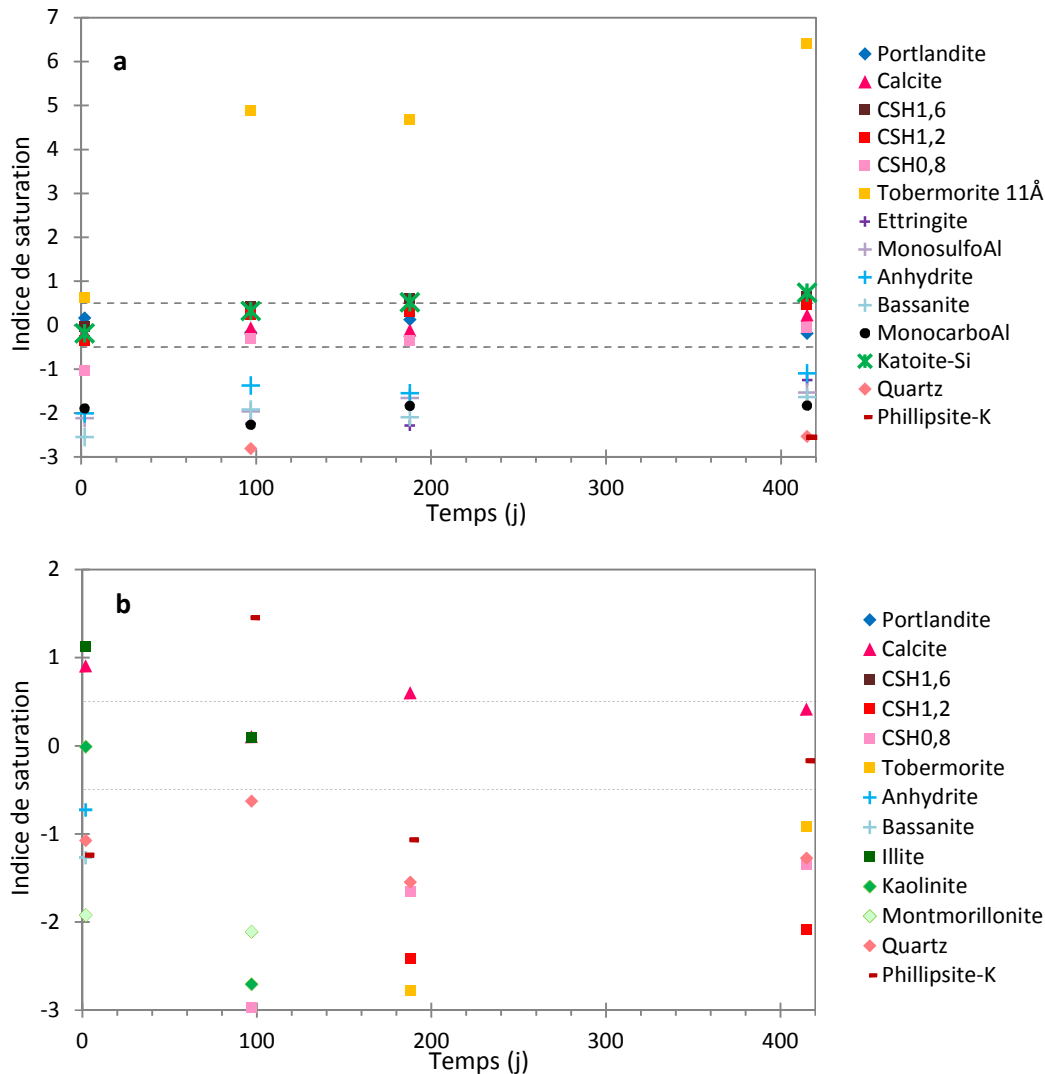 7
6
5
4
3
2
1
0
-1
-2
-3
Indice de saturation
a
0
100
200
300
400
Temps (j)
Portlandite
Calcite
CSH1,6
CSH1,2
CSH0,8
Tobermorite 11Å
Ettringite
MonosulfoAl
Anhydrite
Bassanite
MonocarboAl
Katoite-Si
Quartz
Phillipsite-K
2
1
0
-1
-2
-3
Indice de saturation
b
0
100
200
300
400
Temps (j)
Portlandite
Calcite
CSH1,6
CSH1,2
CSH0,8
Tobermorite
Anhydrite
Bassanite
Illite
Kaolinite
Montmorillonite
Quartz
Phillipsite-K